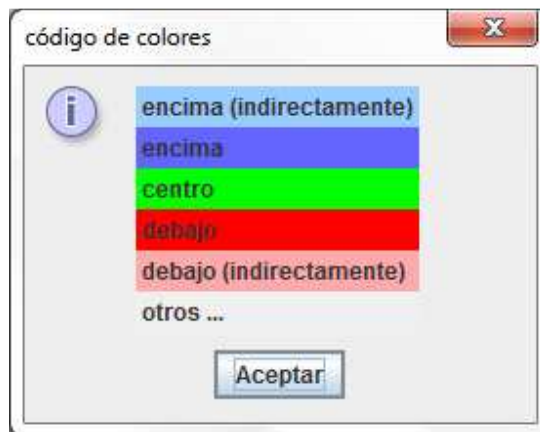 código de colores
encima (indirectamente)
encima
centro
debajo
debajo (indirectamente)
otros ...
Aceptar